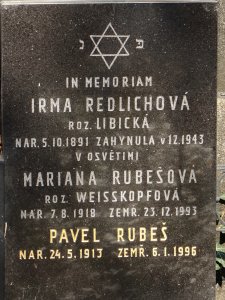 פ נ
IN MEMORIAM
IRMA REDLICHOVÁ
ROZ. LIBICKÁ
NAR. 5.10.1891 ZAHYNULA V 12.1943
V OSVĚTIMI
MARIANA RUBEŠOVÁ
ROZ. WEISSKOPFOVÁ
NAR. 7.8.1918 ZEMŘ. 23.12.1993
PAVEL RUBEŠ
NAR. 24.5.1913 ZEMŘ. 6.1.1996